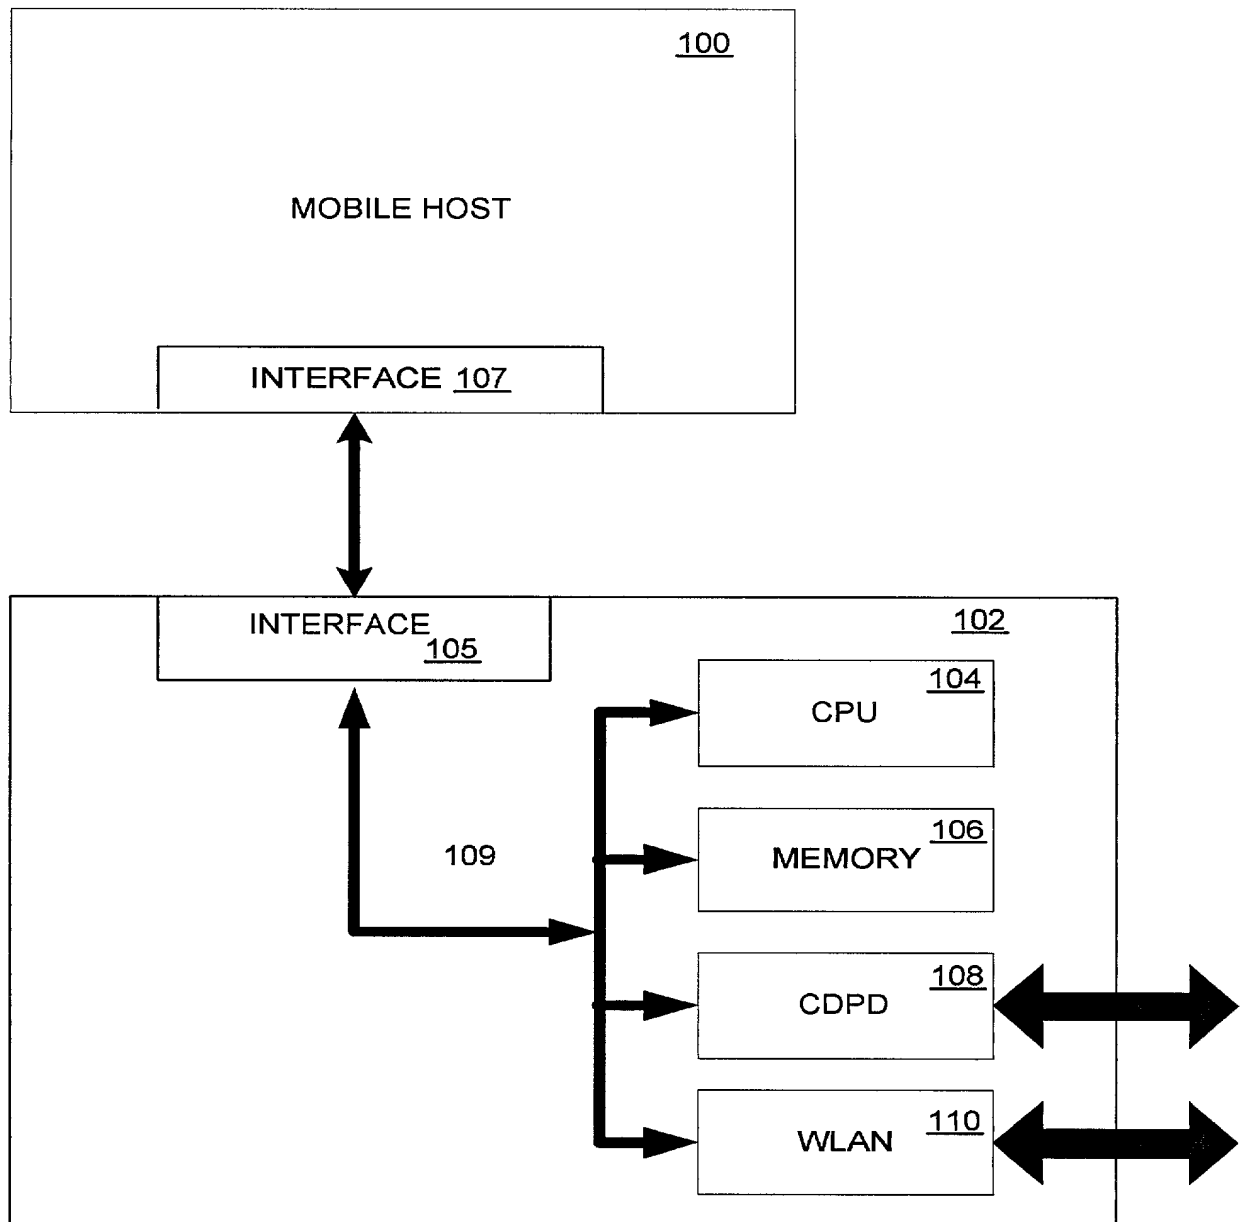 100
MOBILE HOST
INTERFACE 107
INTERFACE
105
102
104
CPU
106
MEMORY
109
108
CDPD
110
WLAN